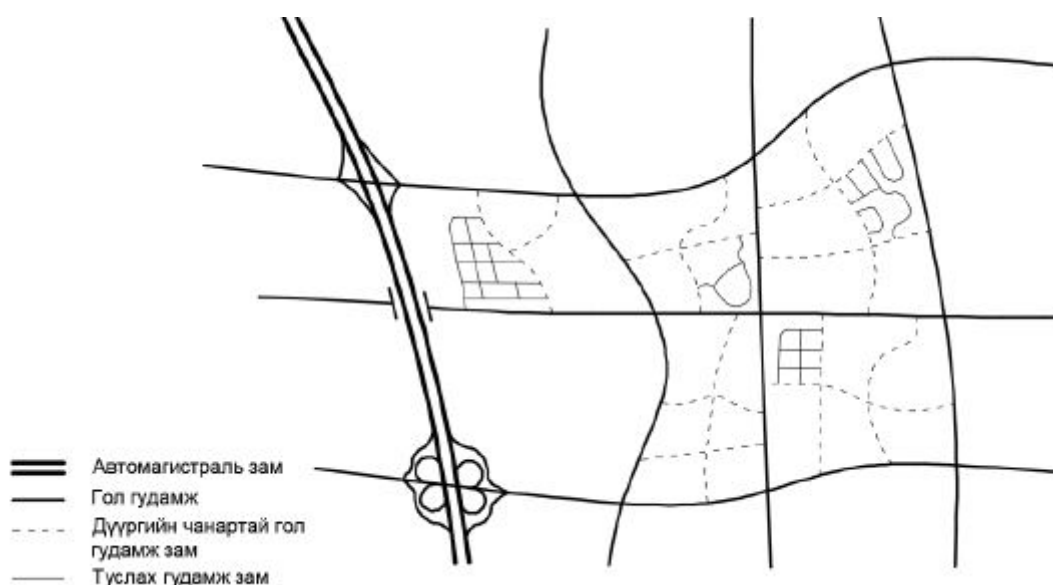 Автомагистраль зам
Гол гудамж
Дүүргийн чанартай гол
гудамж зам
Туслах гудамж зам